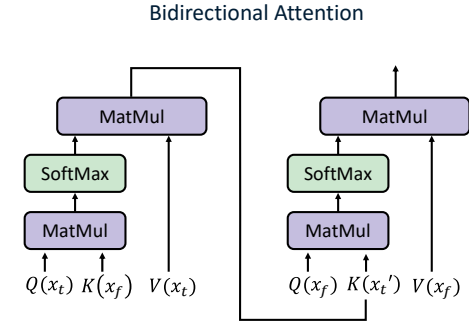 Bidirectional Attention
MatMul
MatMul
SoftMax
SoftMax
MatMul
MatMul
Q(x_t) K(x_f) V(x_t)
Q(x_f) K(x_t') V(x_f)